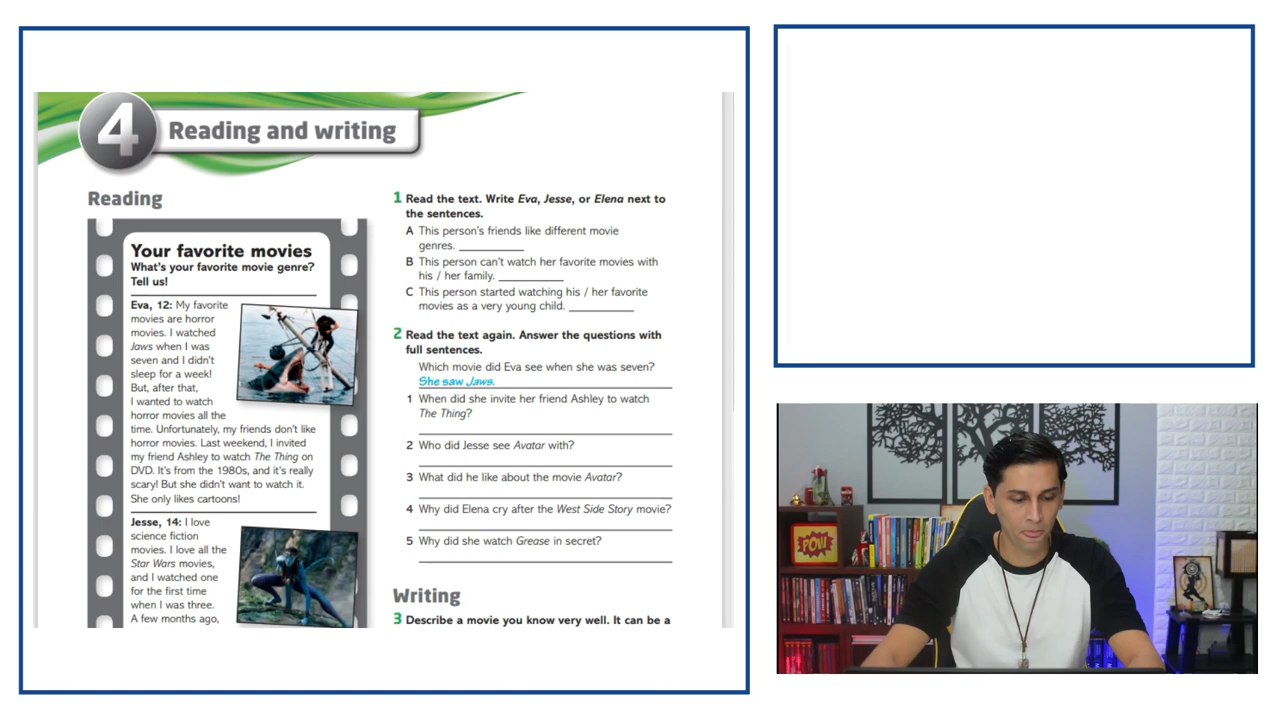 4
Reading and writing
Reading
Your favorite movies
What's your favorite movie genre?
Tell us!
Eva, 12: My favorite
movies are horror
movies. I watched
Jaws when I was
seven and I didn't
sleep for a week!
But, after that,
I wanted to watch
horror movies all the
time. Unfortunately, my friends don't like
horror movies. Last weekend, I invited
my friend Ashley to watch The Thing on
DVD. It's from the 1980s, and it's really
scary! But she didn't want to watch it.
She only likes cartoons!
Jesse, 14: I love
science fiction
movies. I love all the
Star Wars movies,
and I watched one
for the first time
when I was three.
A few months ago,
1 Read the text. Write Eva, Jesse, or Elena next to
the sentences.
A This person's friends like different movie
genres. ___________
B This person can't watch her favorite movies with
his / her family. ___________
C This person started watching his / her favorite
movies as a very young child. ___________
2 Read the text again. Answer the questions with
full sentences.
Which movie did Eva see when she was seven?
She saw Jaws.
1 When did she invite her friend Ashley to watch
The Thing?
2 Who did Jesse see Avatar with?
3 What did he like about the movie Avatar?
4 Why did Elena cry after the West Side Story movie?
5 Why did she watch Grease in secret?
Writing
3 Describe a movie you know very well. It can be a
POW